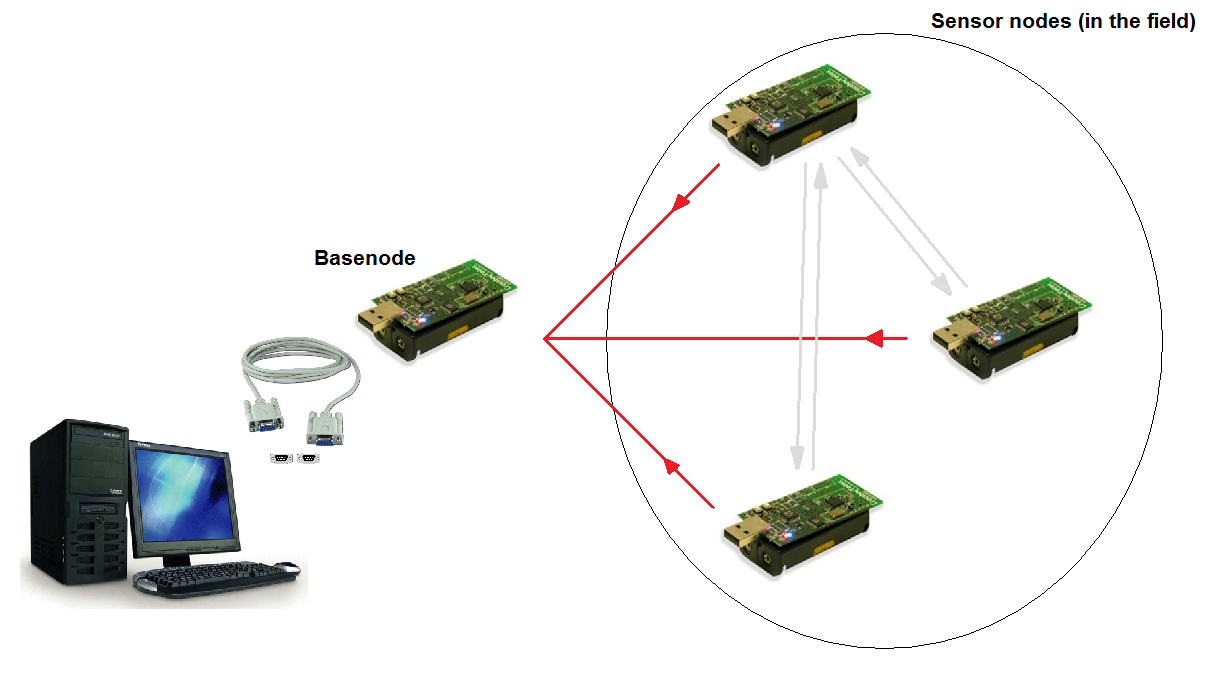 Sensor nodes (in the field)
Basenode